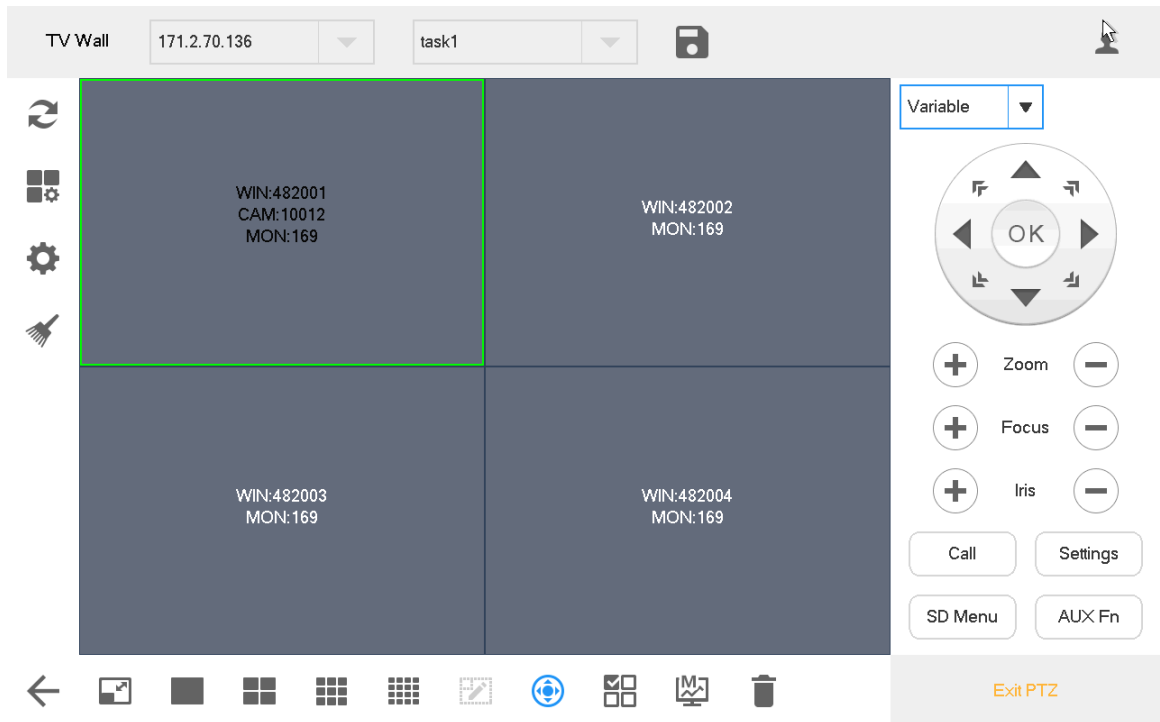 TV Wall
171.2.70.136
task1
WIN:482001
CAM:10012
MON:169
WIN:482002
MON:169
WIN:482003
MON:169
WIN:482004
MON:169
Variable
OK
Zoom
Focus
Iris
Call
Settings
SD Menu
AUX Fn
M
Exit PTZ